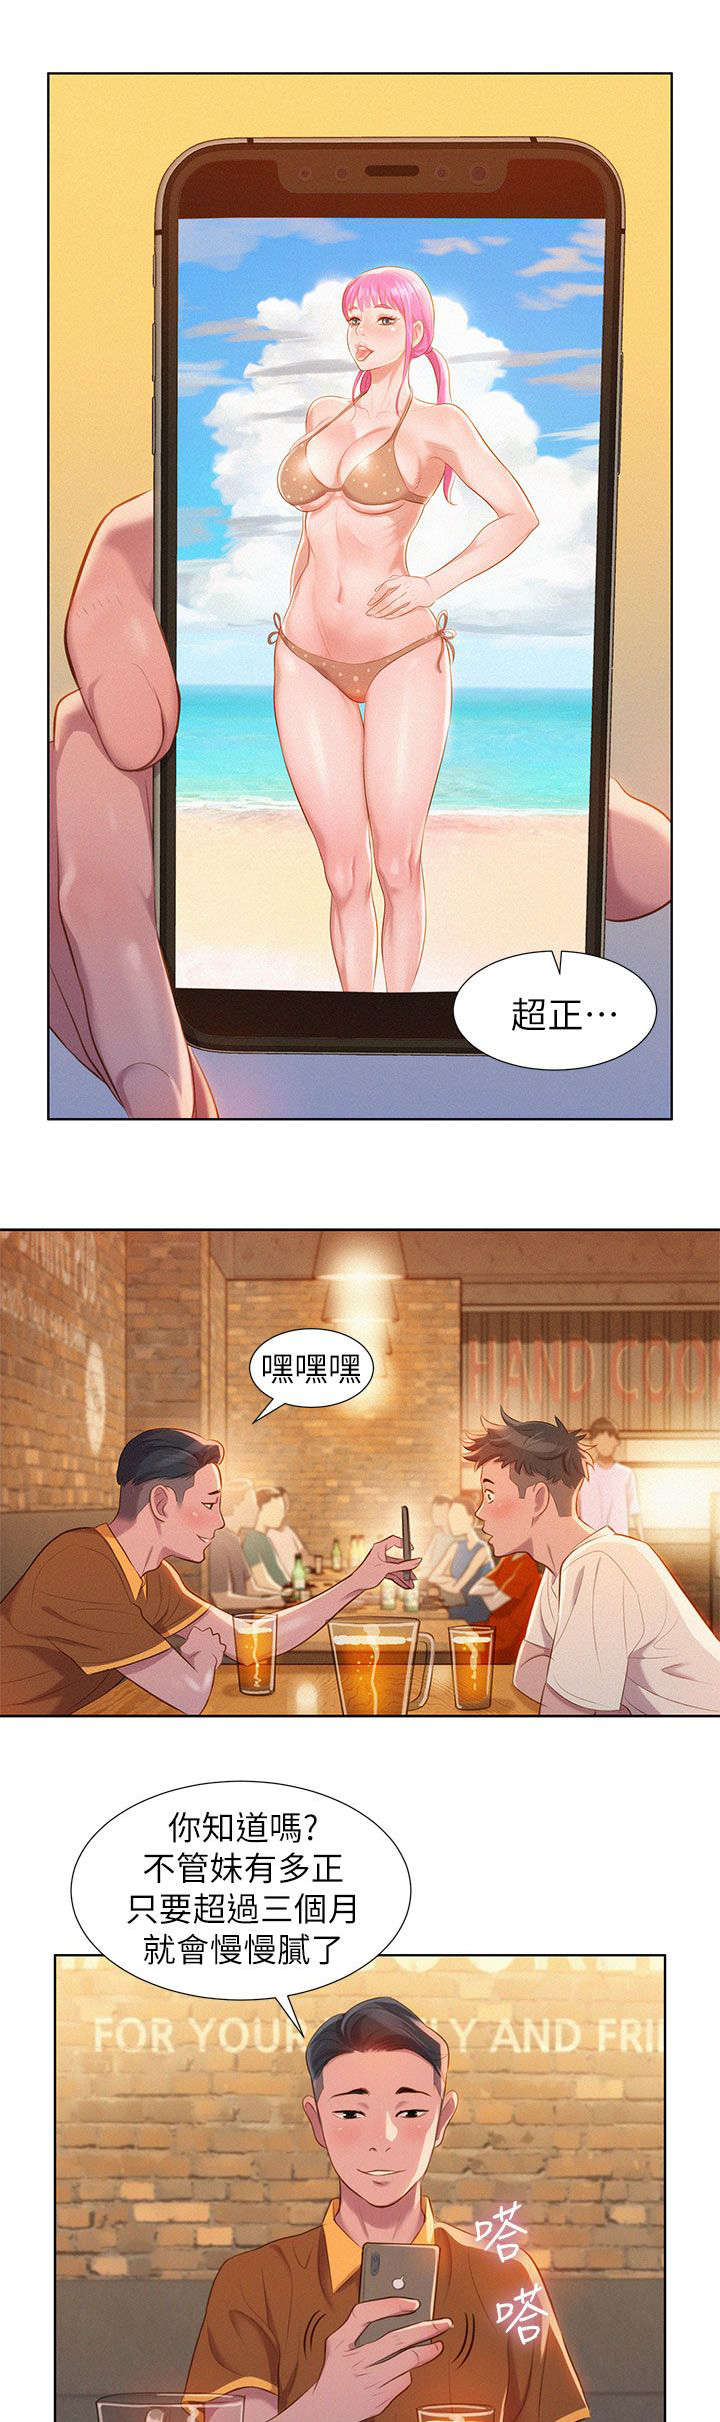 超正…
嘿嘿嘿
HAND COO
你知道嗎?
不管妹有多正
只要超過三個月
就會慢慢膩了
FOR YOUR
LY AND FRI
嗒
嗒